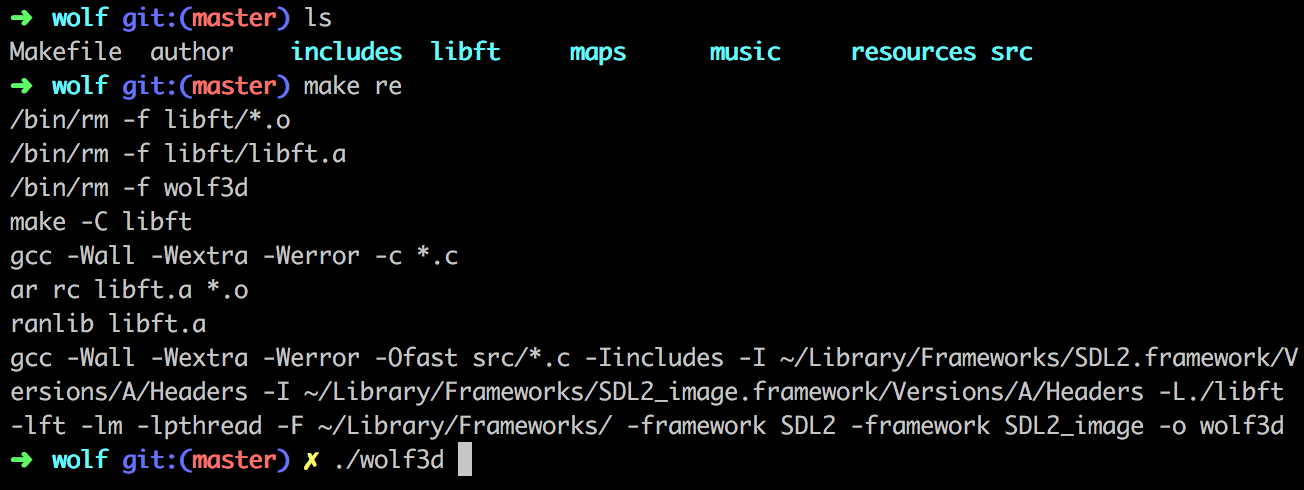 ➜ wolf git:(master) ls
Makefile author includes libft maps music resources src
➜ wolf git:(master) make re
/bin/rm -f libft/*.o
/bin/rm -f libft/libft.a
/bin/rm -f wolf3d
make -C libft
gcc -Wall -Wextra -Werror -c *.c
ar rc libft.a *.o
ranlib libft.a
gcc -Wall -Wextra -Werror -Ofast src/*.c -Iincludes -I ~/Library/Frameworks/SDL2.framework/V
ersions/A/Headers -I ~/Library/Frameworks/SDL2_image.framework/Versions/A/Headers -L./libft
-lft -lm -lpthread -F ~/Library/Frameworks/ -framework SDL2 -framework SDL2_image -o wolf3d
➜ wolf git:(master) ✗ ./wolf3d